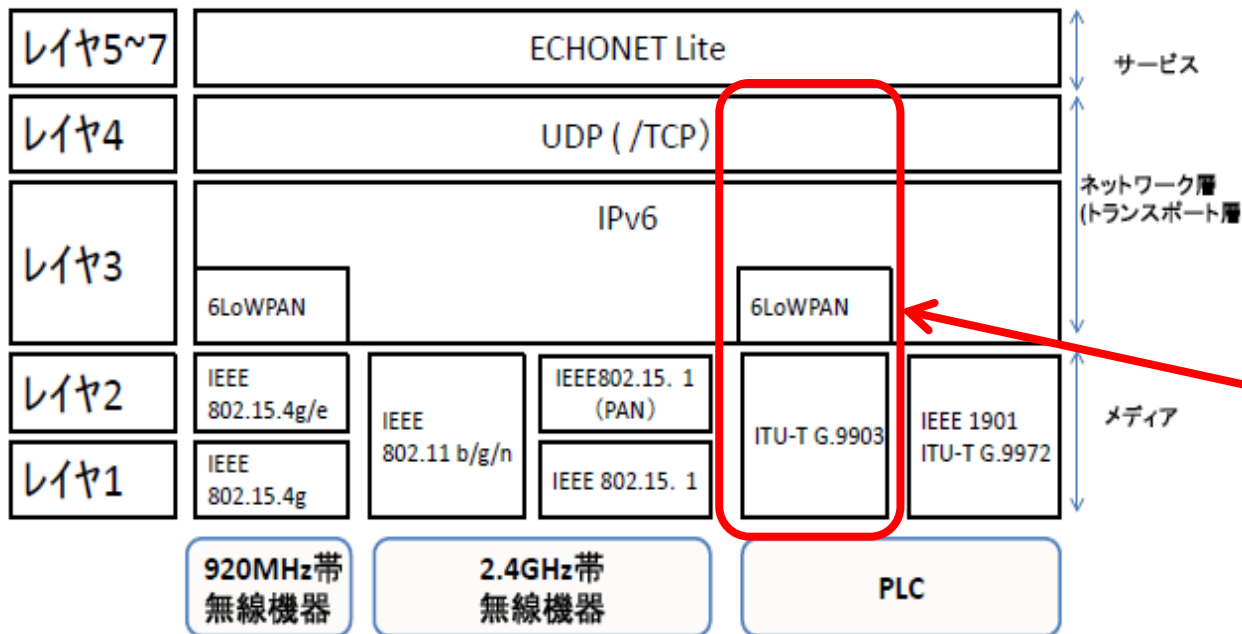 レイヤ5~7
ECHONET Lite
サービス
レイヤ4
UDP ( /TCP)
ネットワーク層
(トランスポート層
レイヤ3
IPv6
6LoWPAN
6LoWPAN
レイヤ2
IEEE
802.15.4g/e
IEEE
802.11 b/g/n
IEEE802.15. 1
(PAN)
ITU-T G.9903
IEEE 1901
ITU-T G.9972
メディア
レイヤ1
IEEE
802.15.4g
IEEE 802.15. 1
920MHz帯
無線機器
2.4GHz帯
無線機器
PLC